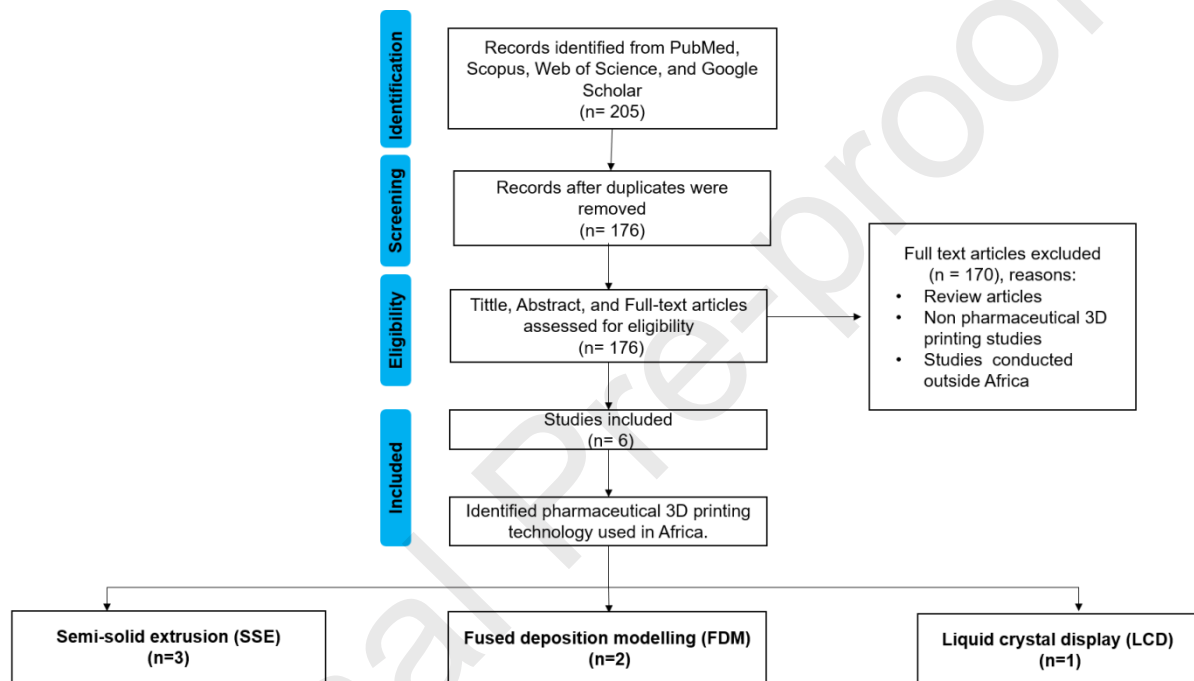 Identification
Records identified from PubMed,
Scopus, Web of Science, and Google
Scholar
(n= 205)
Screening
Records after duplicates were
removed
(n= 176)
Eligibility
Tittle, Abstract, and Full-text articles
assessed for eligibility
(n= 176)
Full text articles excluded
(n = 170), reasons:
• Review articles
• Non pharmaceutical 3D
printing studies
• Studies conducted
outside Africa
Included
Studies included
(n= 6)
Identified pharmaceutical 3D printing
technology used in Africa.
Semi-solid extrusion (SSE)
(n=3)
Fused deposition modelling (FDM)
(n=2)
Liquid crystal display (LCD)
(n=1)
nal Pre-proof